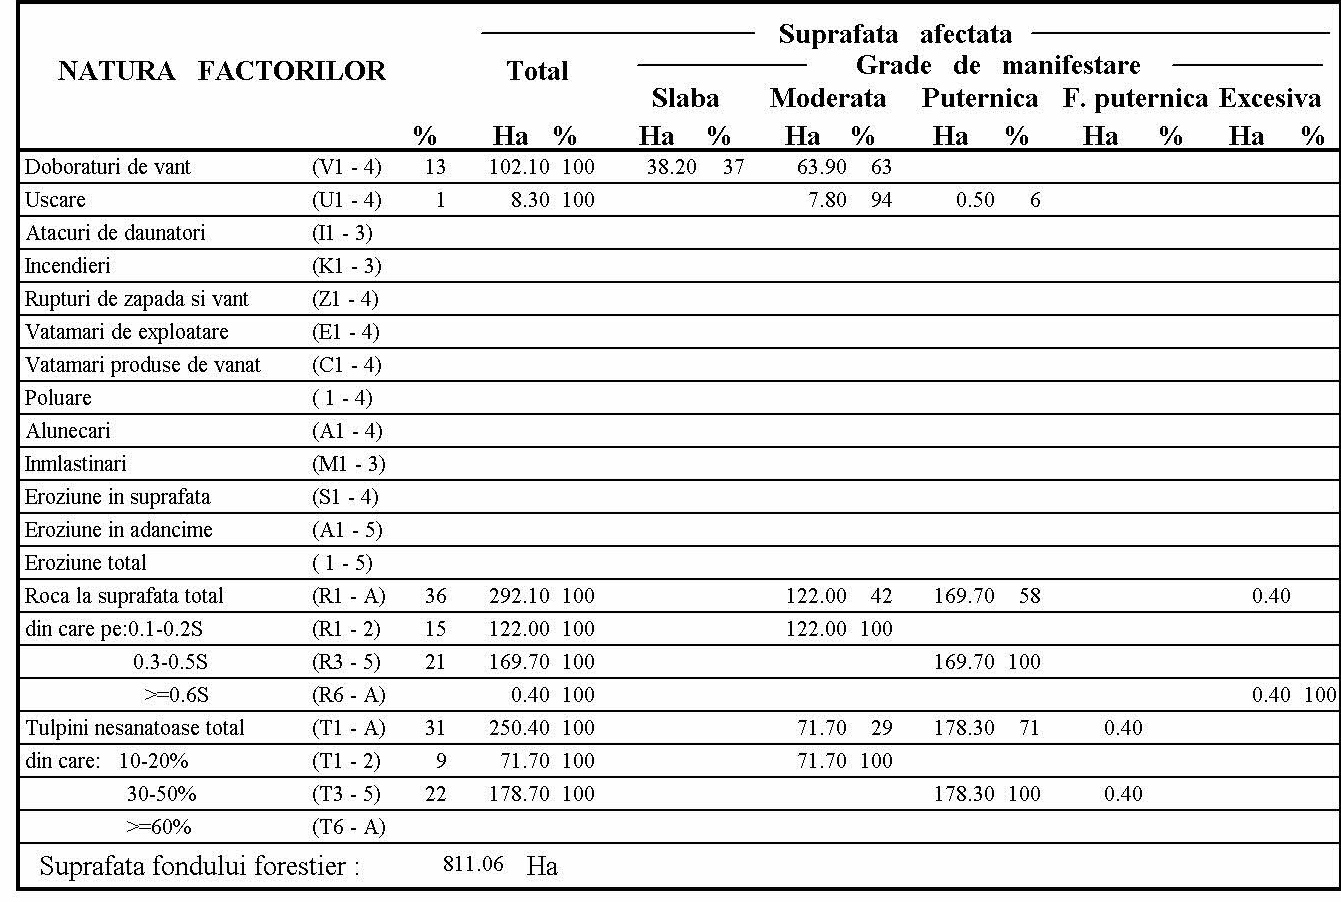 Suprafata afectata
NATURA FACTORILOR Total Grade de manifestare
Slaba Moderata Puternica F. puternica Excesiva
% Ha % Ha % Ha % Ha % Ha % Ha %
Doboraturi de vant (V1 - 4) 13 102.10 100 38.20 37 63.90 63
Uscare (U1 - 4) 1 8.30 100 7.80 94 0.50 6
Atacuri de daunatori (I1 - 3)
Incendieri (K1 - 3)
Rupturi de zapada si vant (Z1 - 4)
Vatamari de exploatare (E1 - 4)
Vatamari produse de vanat (C1 - 4)
Poluare ( 1 - 4)
Alunecari (A1 - 4)
Inmlastinari (M1 - 3)
Eroziune in suprafata (S1 - 4)
Eroziune in adancime (A1 - 5)
Eroziune total ( 1 - 5)
Roca la suprafata total (R1 - A) 36 292.10 100 122.00 42 169.70 58 0.40
din care pe:0.1-0.2S (R1 - 2) 15 122.00 100 122.00 100
0.3-0.5S (R3 - 5) 21 169.70 100 169.70 100
>=0.6S (R6 - A) 0.40 100 0.40 100
Tulpini nesanatoase total (T1 - A) 31 250.40 100 71.70 29 178.30 71 0.40
din care: 10-20% (T1 - 2) 9 71.70 100 71.70 100
30-50% (T3 - 5) 22 178.70 100 178.30 100 0.40
>=60% (T6 - A)
Suprafata fondului forestier : 811.06 Ha